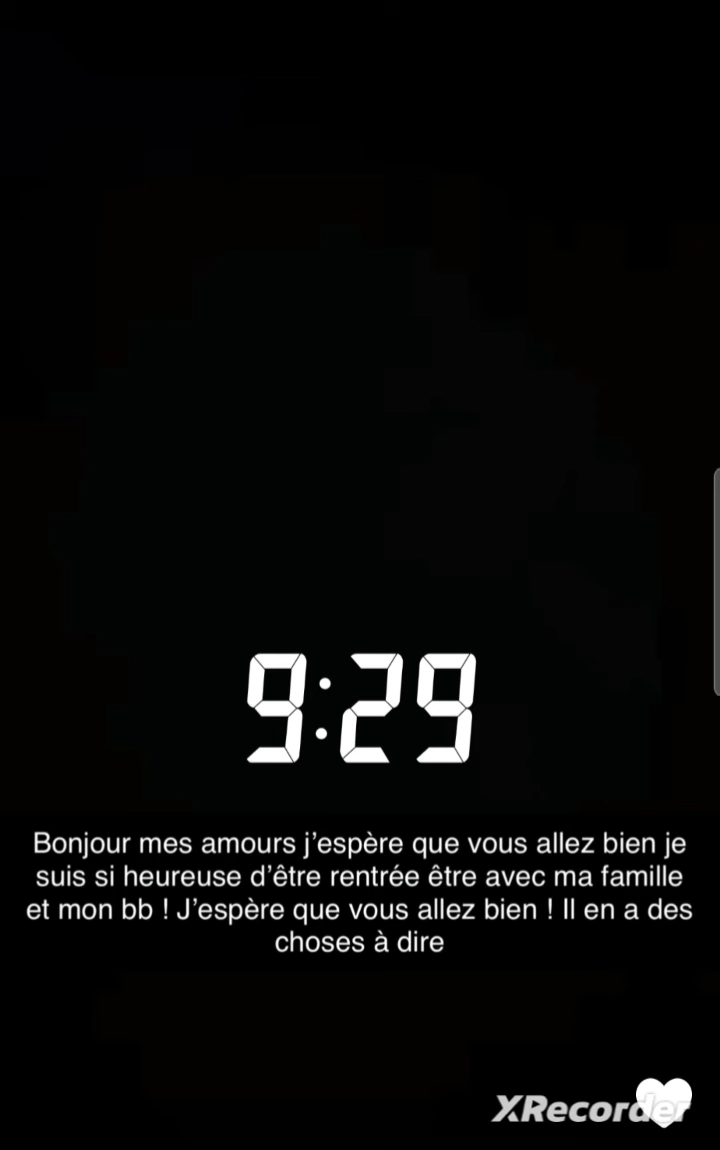 9:29
Bonjour mes amours j’espère que vous allez bien je
suis si heureuse d’être rentrée être avec ma famille
et mon bb ! J’espère que vous allez bien ! Il en a des
choses à dire
XRecorder